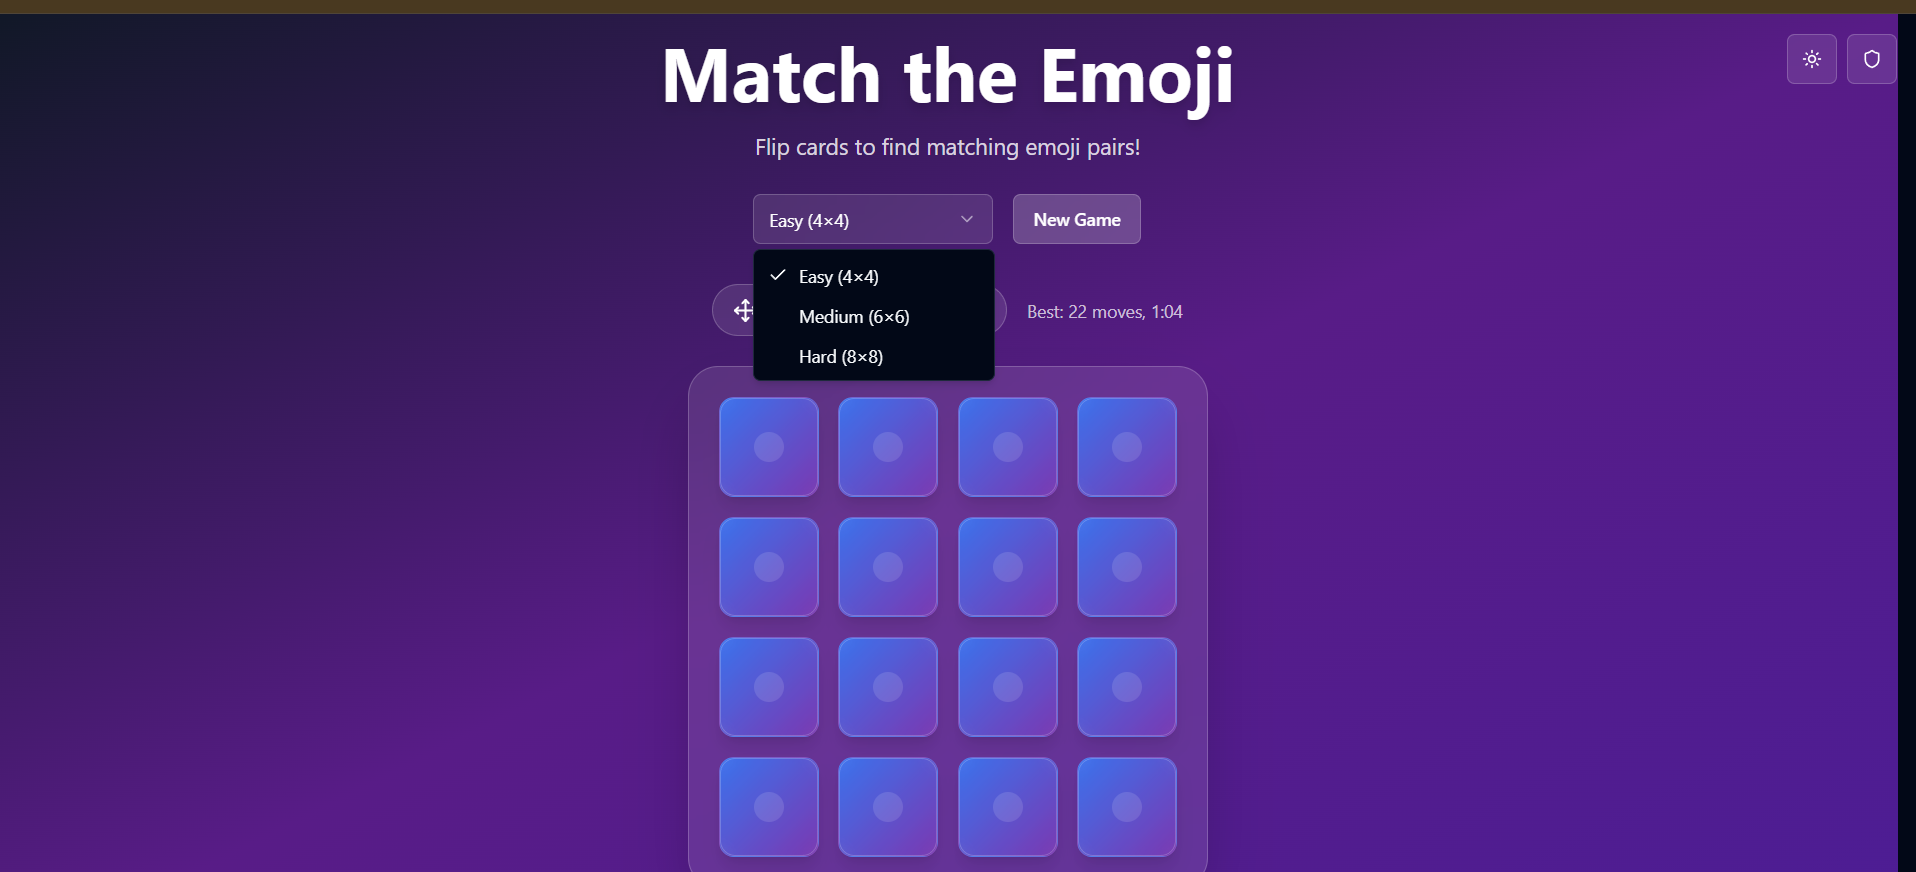 Match the Emoji
Flip cards to find matching emoji pairs!
Easy (4×4)
New Game
Easy (4×4)
Medium (6×6)
Hard (8×8)
Best: 22 moves, 1:04